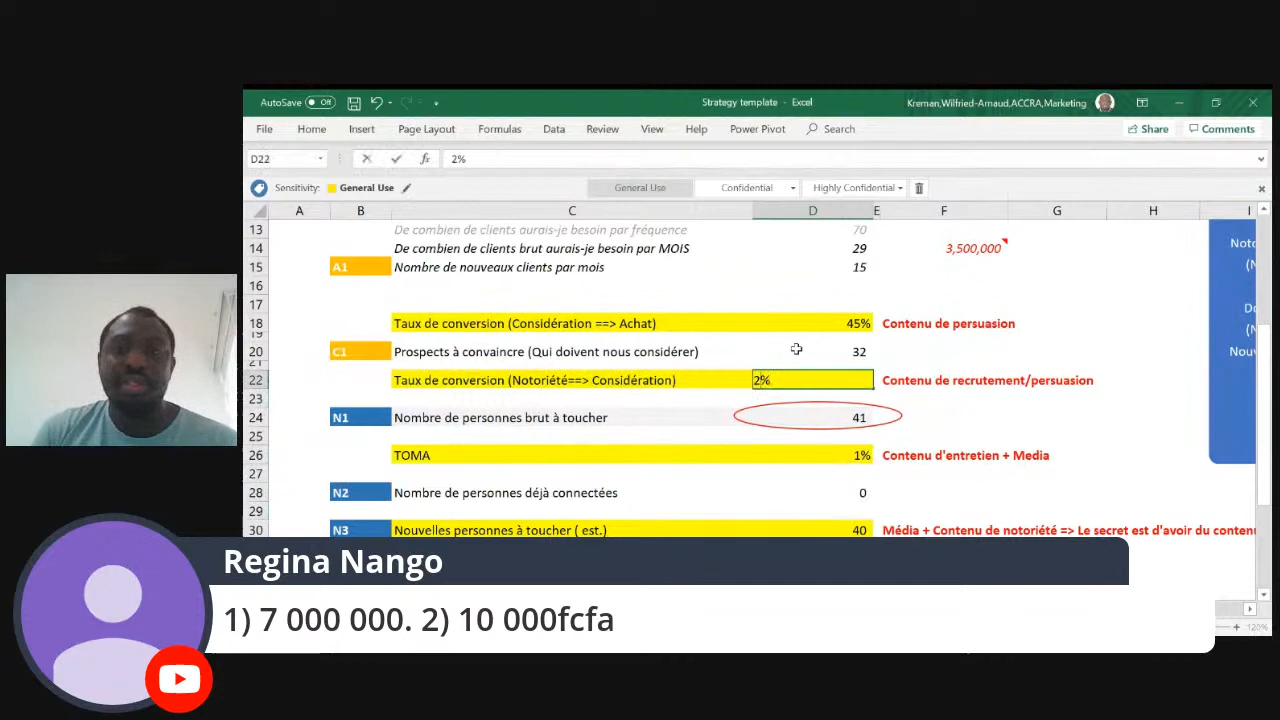 AutoSave Off
Strategy template - Excel
Kreman,Wilfried-Arnaud,ACCRA,Marketing
File Home Insert Page Layout Formulas Data Review View Help Power Pivot Search Share Comments
D22 fx 2%
Sensitivity: General Use General Use Confidential Highly Confidential
A B C D E F G H I
13 De combien de clients aurais-je besoin par fréquence 70
14 De combien de clients brut aurais-je besoin par MOIS 29 3,500,000
15 A1 Nombre de nouveaux clients par mois 15
16
17
18 Taux de conversion (Considération ==> Achat) 45% Contenu de persuasion
19
20 C1 Prospects à convaincre (Qui doivent nous considérer) 32
21
22 Taux de conversion (Notoriété==> Considération) 2% Contenu de recrutement/persuasion
23
24 N1 Nombre de personnes brut à toucher 41
25
26 TOMA 1% Contenu d'entretien + Media
27
28 N2 Nombre de personnes déjà connectées 0
29
30 N3 Nouvelles personnes à toucher ( est.) 40 Média + Contenu de notoriété => Le secret est d'avoir du contenu
120%
Regina Nango
1) 7 000 000. 2) 10 000fcfa